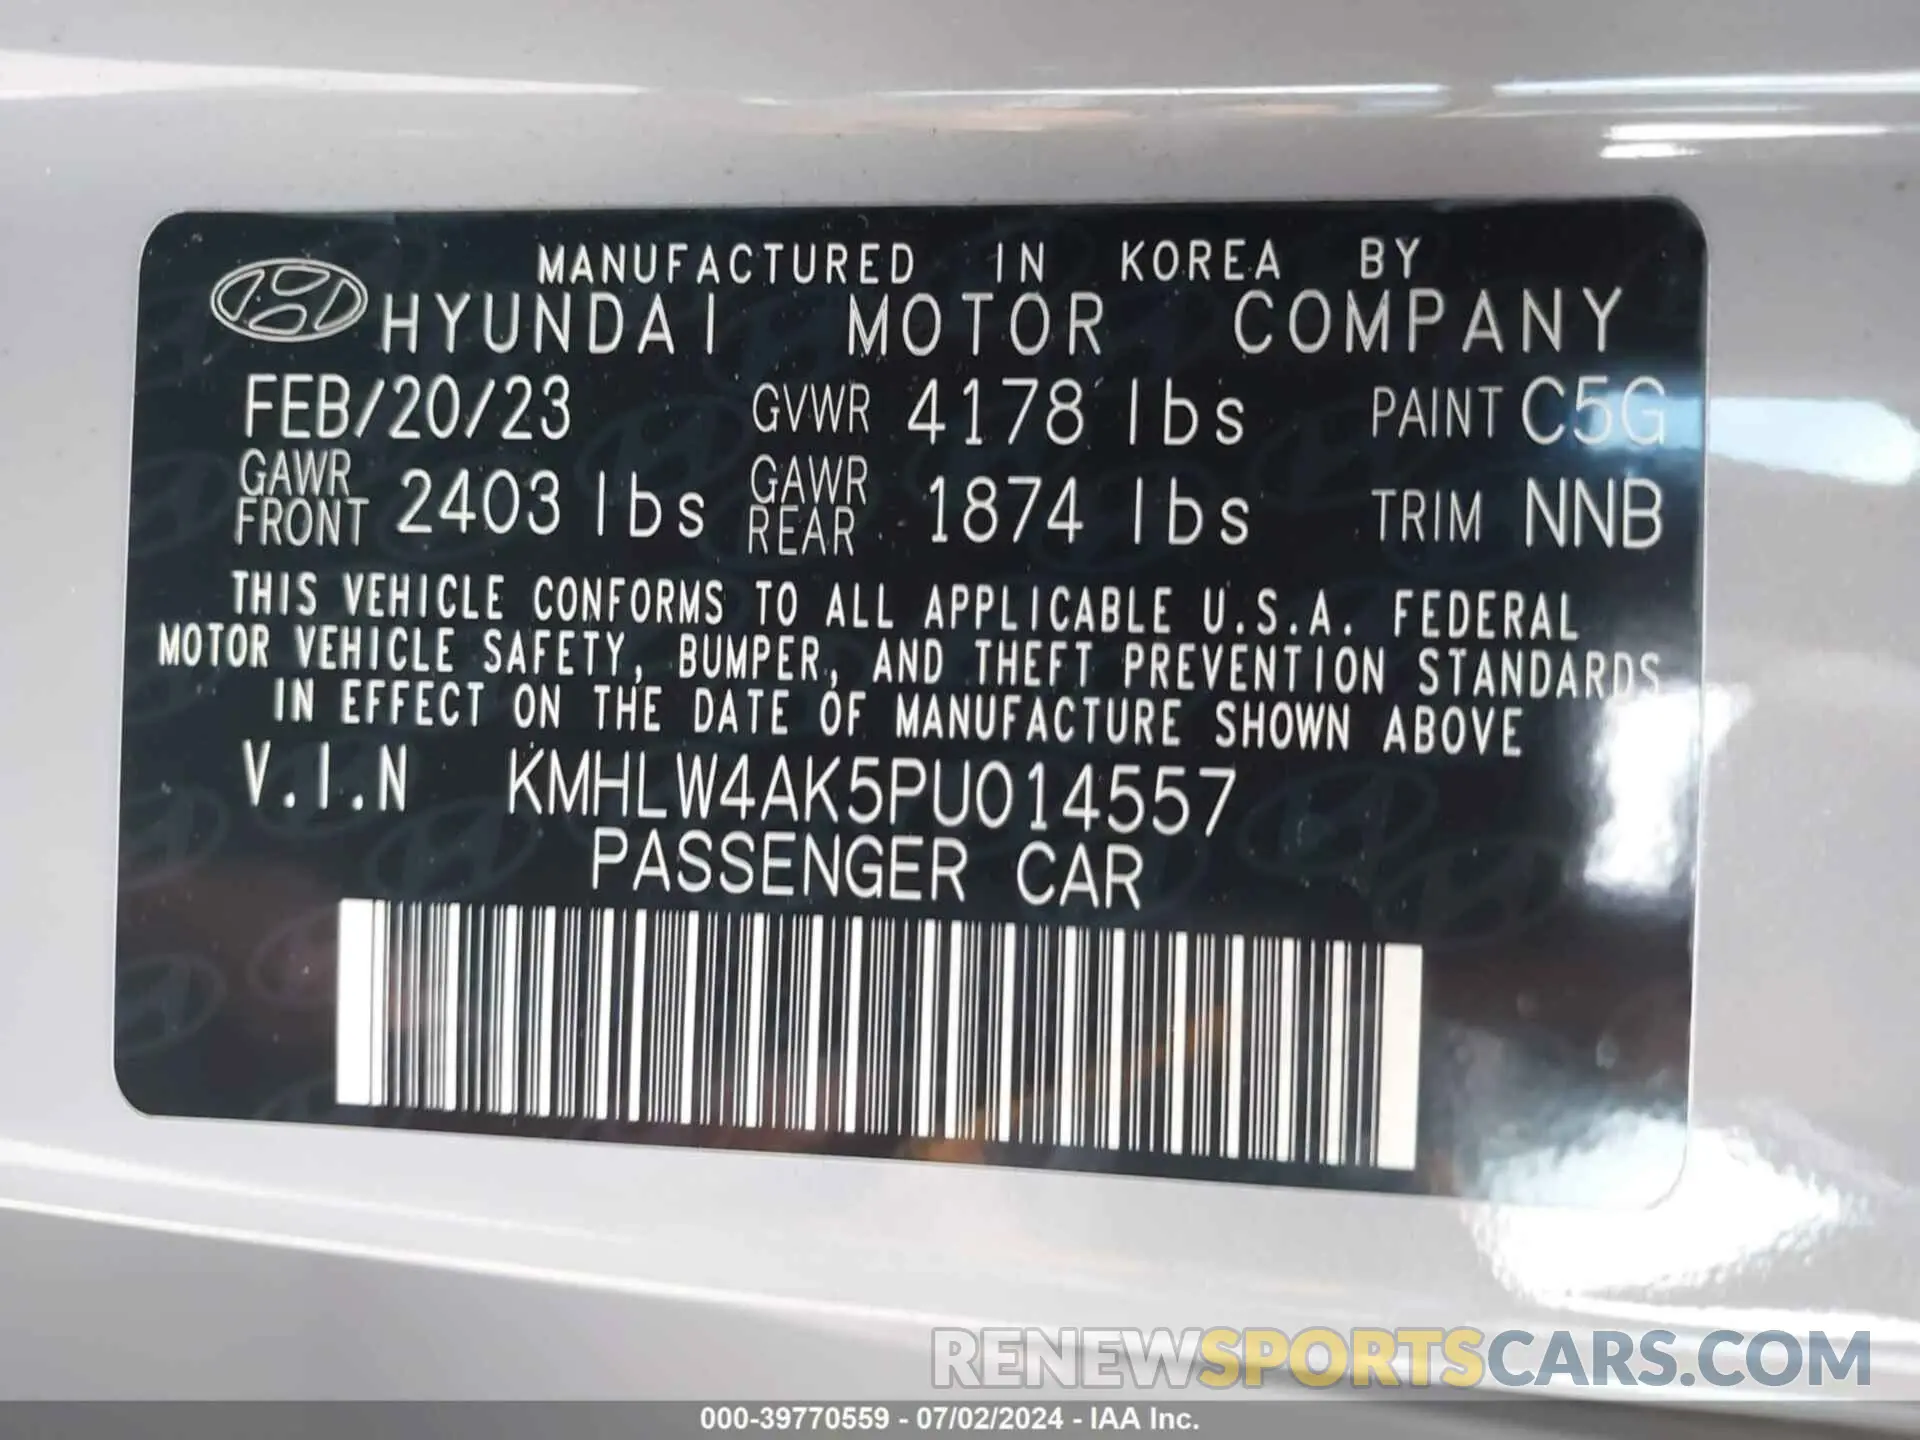 MANUFACTURED IN KOREA BY
HYUNDAI MOTOR COMPANY
FEB/20/23 GVWR 4178 lbs PAINT C5G
GAWR FRONT 2403 lbs GAWR REAR 1874 lbs TRIM NNB
THIS VEHICLE CONFORMS TO ALL APPLICABLE U.S.A. FEDERAL
MOTOR VEHICLE SAFETY, BUMPER, AND THEFT PREVENTION STANDARDS
IN EFFECT ON THE DATE OF MANUFACTURE SHOWN ABOVE
V.I.N KMHLW4AK5PU014557
PASSENGER CAR
RENEWSPORTSCARS.COM
000-39770559 - 07/02/2024 - IAA Inc.